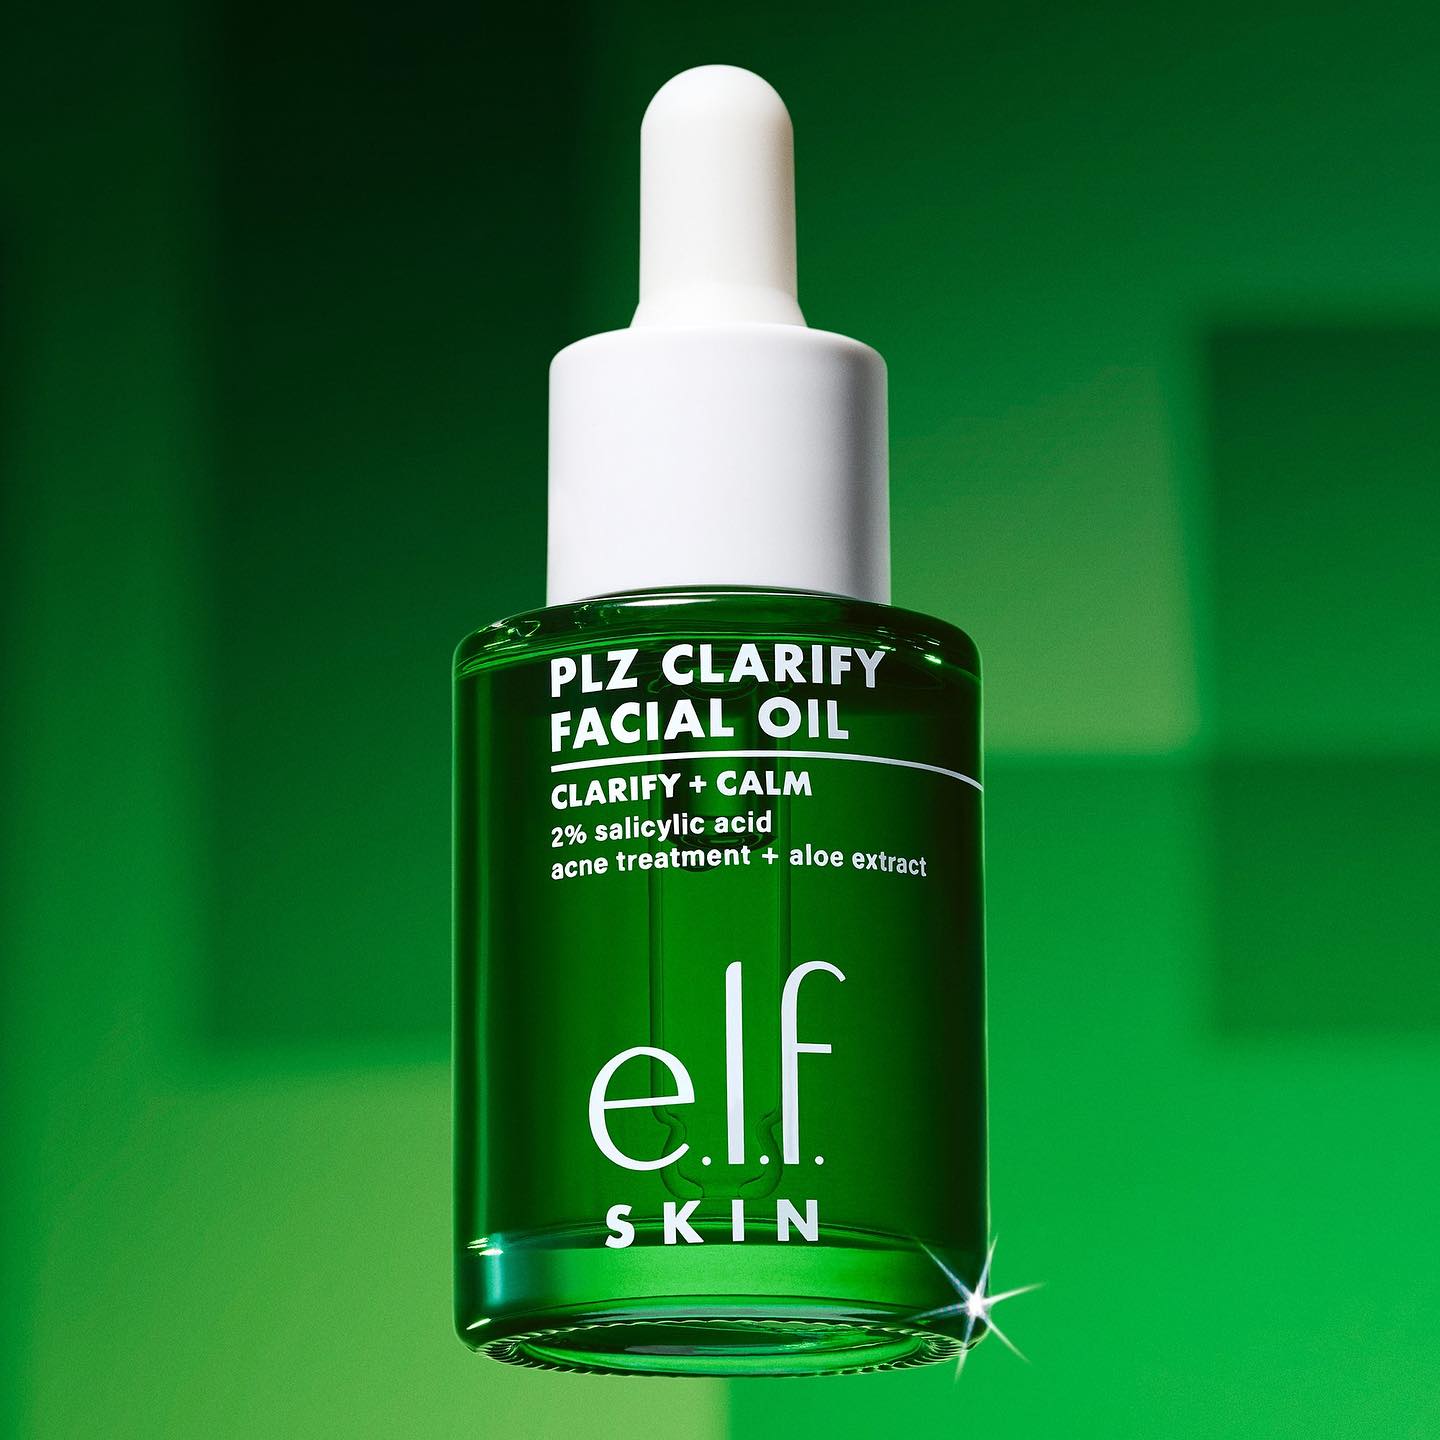 PLZ CLARIFY
FACIAL OIL
CLARIFY + CALM
2% salicylic acid
acne treatment + aloe extract
e.l.f.
SKIN